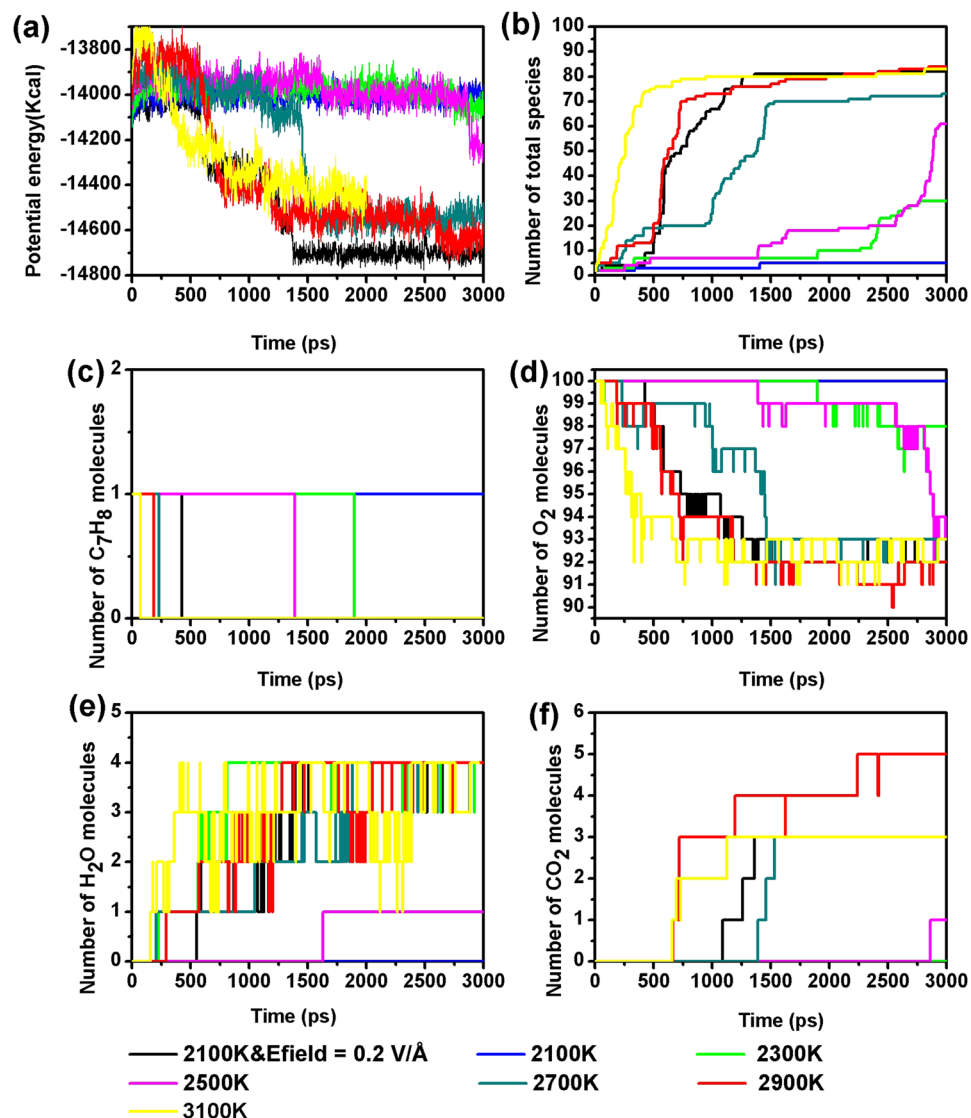 (a)
Potential energy(Kcal)
-13800
-14000
-14200
-14400
-14600
-14800
0 500 1000 1500 2000 2500 3000
Time (ps)
(b)
Number of total species
100
90
80
70
60
50
40
30
20
10
0
0 500 1000 1500 2000 2500 3000
Time (ps)
(c)
Number of C7H8 molecules
2
1
0
0 500 1000 1500 2000 2500 3000
Time (ps)
(d)
Number of O2 molecules
100
99
98
96
95
94
93
92
91
90
0 500 1000 1500 2000 2500 3000
Time (ps)
(e)
Number of H2O molecules
5
4
3
2
1
0
0 500 1000 1500 2000 2500 3000
Time (ps)
(f)
Number of CO2 molecules
6
5
4
3
2
1
0
0 500 1000 1500 2000 2500 3000
Time (ps)
2100K&Efield = 0.2 V/Å 2100K 2300K
2500K 2700K 2900K
3100K